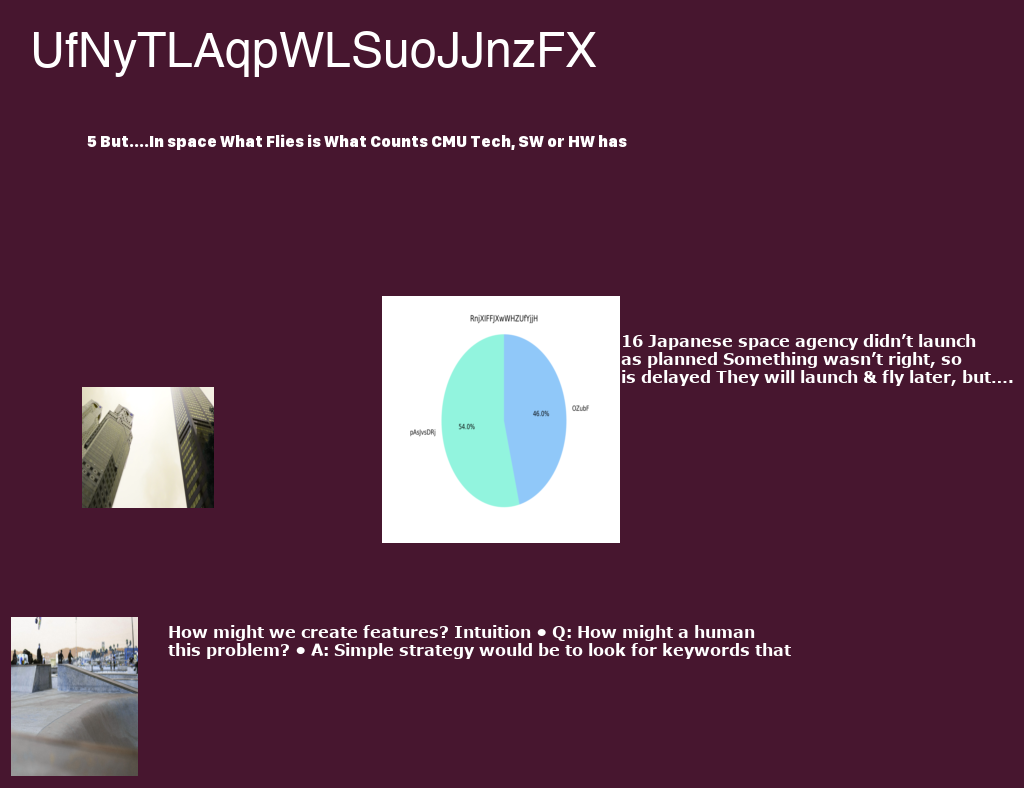 UfNyTLAqpWLSuoJJnzFX
5 But....In space What Flies is What Counts CMU Tech, SW or HW has
RnjXIFFJXwWHZUfYjjH
46.0%
OZubF
54.0%
pAsJvsDRj
16 Japanese space agency didn’t launch
as planned Something wasn’t right, so
is delayed They will launch & fly later, but....
How might we create features? Intuition ● Q: How might a human
this problem? ● A: Simple strategy would be to look for keywords that